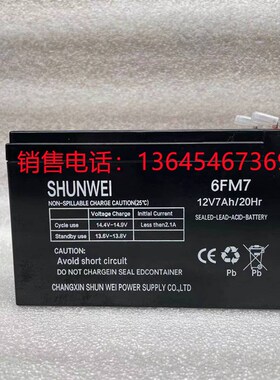 销售电话：13645467369
SHUNWEI
6FM7
NON-SPILLABLE CHARGE CAUTION(25℃)
12V7Ah/20Hr
SEALED-LEAD-ACID-BATTERY
Voltage Charge
Initial Current
Cycle use
14.4V-14.9V
Less then2.1A
Standby use
13.6V-13.8V
CAUTION:
Avoid short circuit
DO NOT CHARGEIN SEALED EDCONTAINER
Pb
Pb
CHANGXIN SHUN WEI POWER SUPPLY CO.,LTD